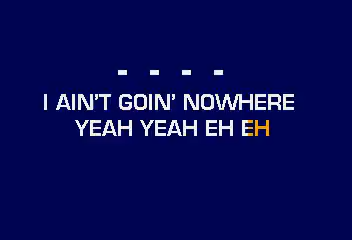 - - - -
I AIN'T GOIN' NOWHERE
YEAH YEAH EH EH